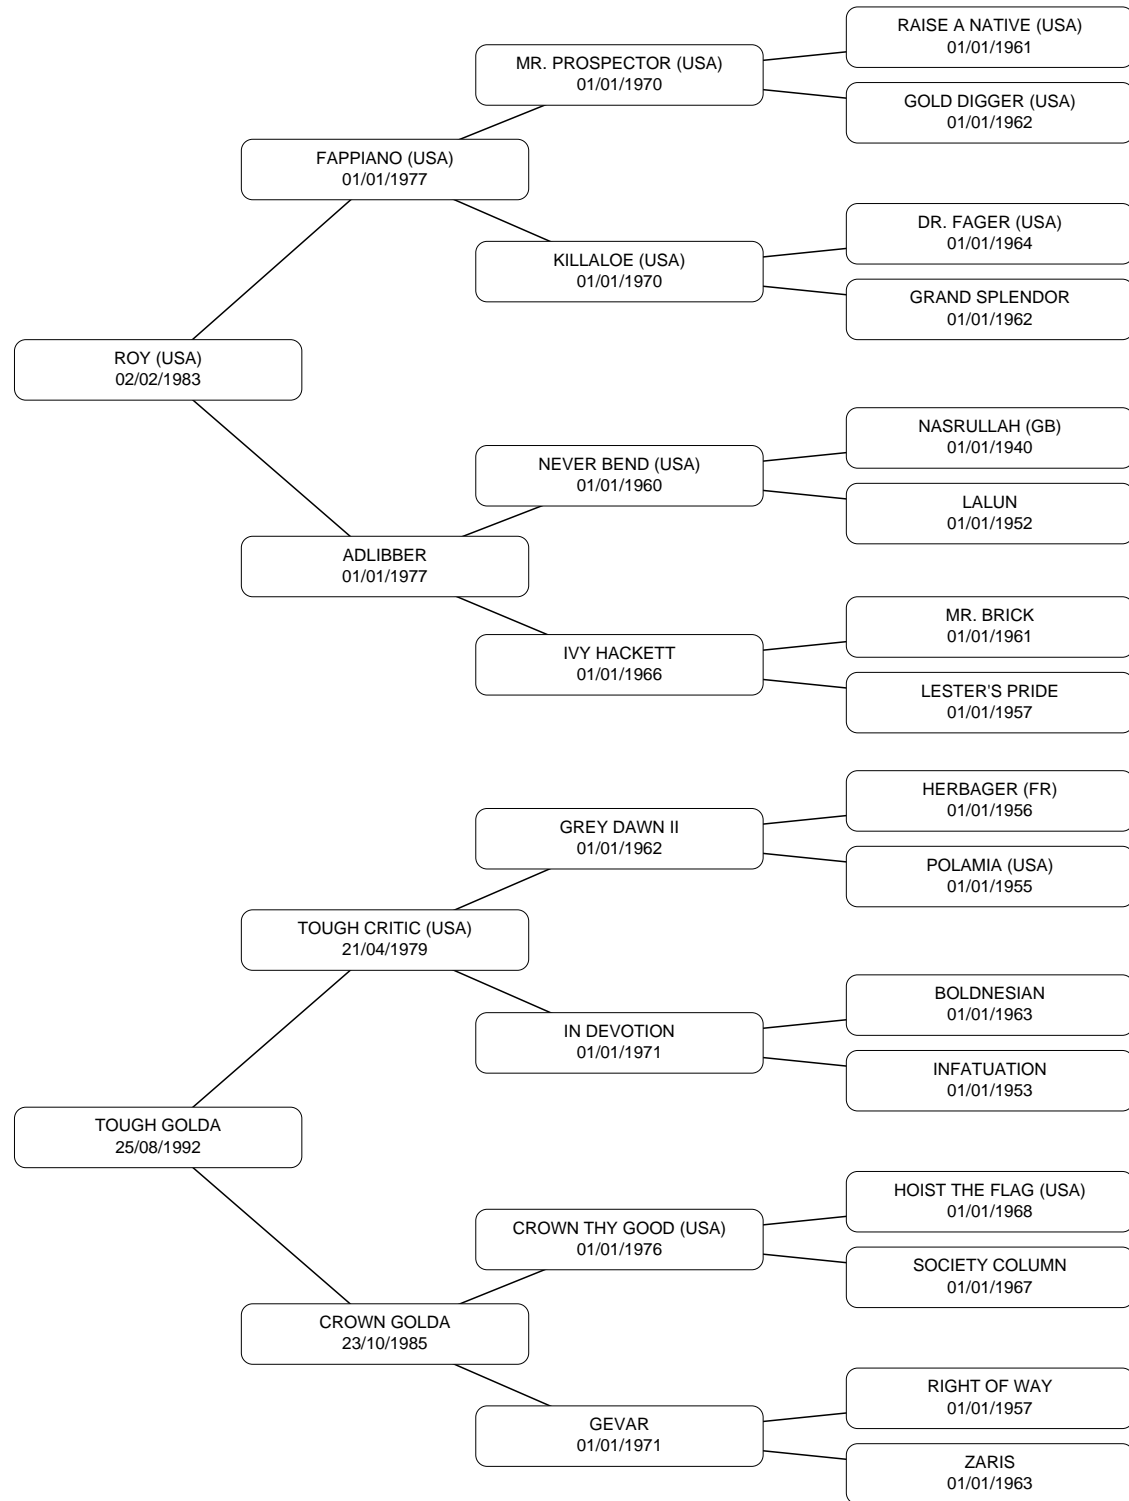 RAISE A NATIVE (USA)
01/01/1961
MR. PROSPECTOR (USA)
01/01/1970
GOLD DIGGER (USA)
01/01/1962
FAPPIANO (USA)
01/01/1977
DR. FAGER (USA)
01/01/1964
KILLALOE (USA)
01/01/1970
GRAND SPLENDOR
01/01/1962
ROY (USA)
02/02/1983
NASRULLAH (GB)
01/01/1940
NEVER BEND (USA)
01/01/1960
LALUN
01/01/1952
ADLIBBER
01/01/1977
MR. BRICK
01/01/1961
IVY HACKETT
01/01/1966
LESTER'S PRIDE
01/01/1957
HERBAGER (FR)
01/01/1956
GREY DAWN II
01/01/1962
POLAMIA (USA)
01/01/1955
TOUGH CRITIC (USA)
21/04/1979
BOLDNESIAN
01/01/1963
IN DEVOTION
01/01/1971
INFATUATION
01/01/1953
TOUGH GOLDA
25/08/1992
HOIST THE FLAG (USA)
01/01/1968
CROWN THY GOOD (USA)
01/01/1976
SOCIETY COLUMN
01/01/1967
CROWN GOLDA
23/10/1985
RIGHT OF WAY
01/01/1957
GEVAR
01/01/1971
ZARIS
01/01/1963